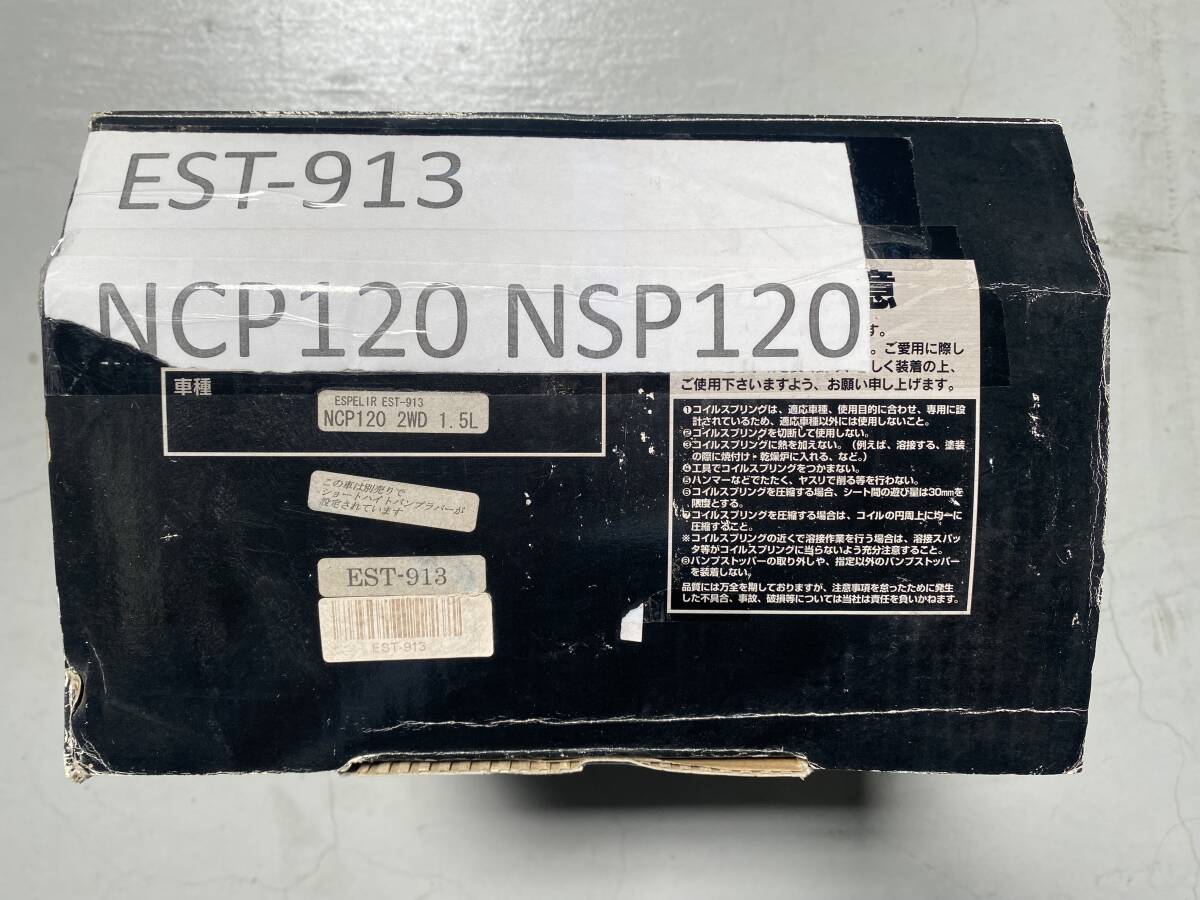 EST-913
NCP120 NSP120
車種
ESPELIR EST-913
NCP120 2WD 1.5L
この車は別売りで
ショートハイトバンプラバーが
設定されています
EST-913
EST-913
意
す。
。ご愛用に際し
しく装着の上、
ご使用下さいますよう、お願い申し上げます。
❶コイルスプリングは、適応車種、使用目的に合わせ、専用に設
計されているため、適応車種以外には使用しないこと。
❷コイルスプリングを切断して使用しない。
❸コイルスプリングに熱を加えない。（例えば、溶接する、塗装
の際に焼付け・乾燥炉に入れる、など。）
❹工具でコイルスプリングをつかまない。
❺ハンマーなどでたたく、ヤスリで削る等を行わない。
❻コイルスプリングを圧縮する場合、シート間の遊び量は30mmを
限度とする。
❼コイルスプリングを圧縮する場合は、コイルの円周上に均一に
圧縮すること。
※コイルスプリングの近くで溶接作業を行う場合は、溶接スパッ
タ等がコイルスプリングに当らないよう充分注意すること。
❽バンプストッパーの取り外しや、指定以外のバンプストッパー
を装着しない。
品質には万全を期しておりますが、注意事項を怠ったために発生
した不具合、事故、破損等については当社は責任を負いかねます。